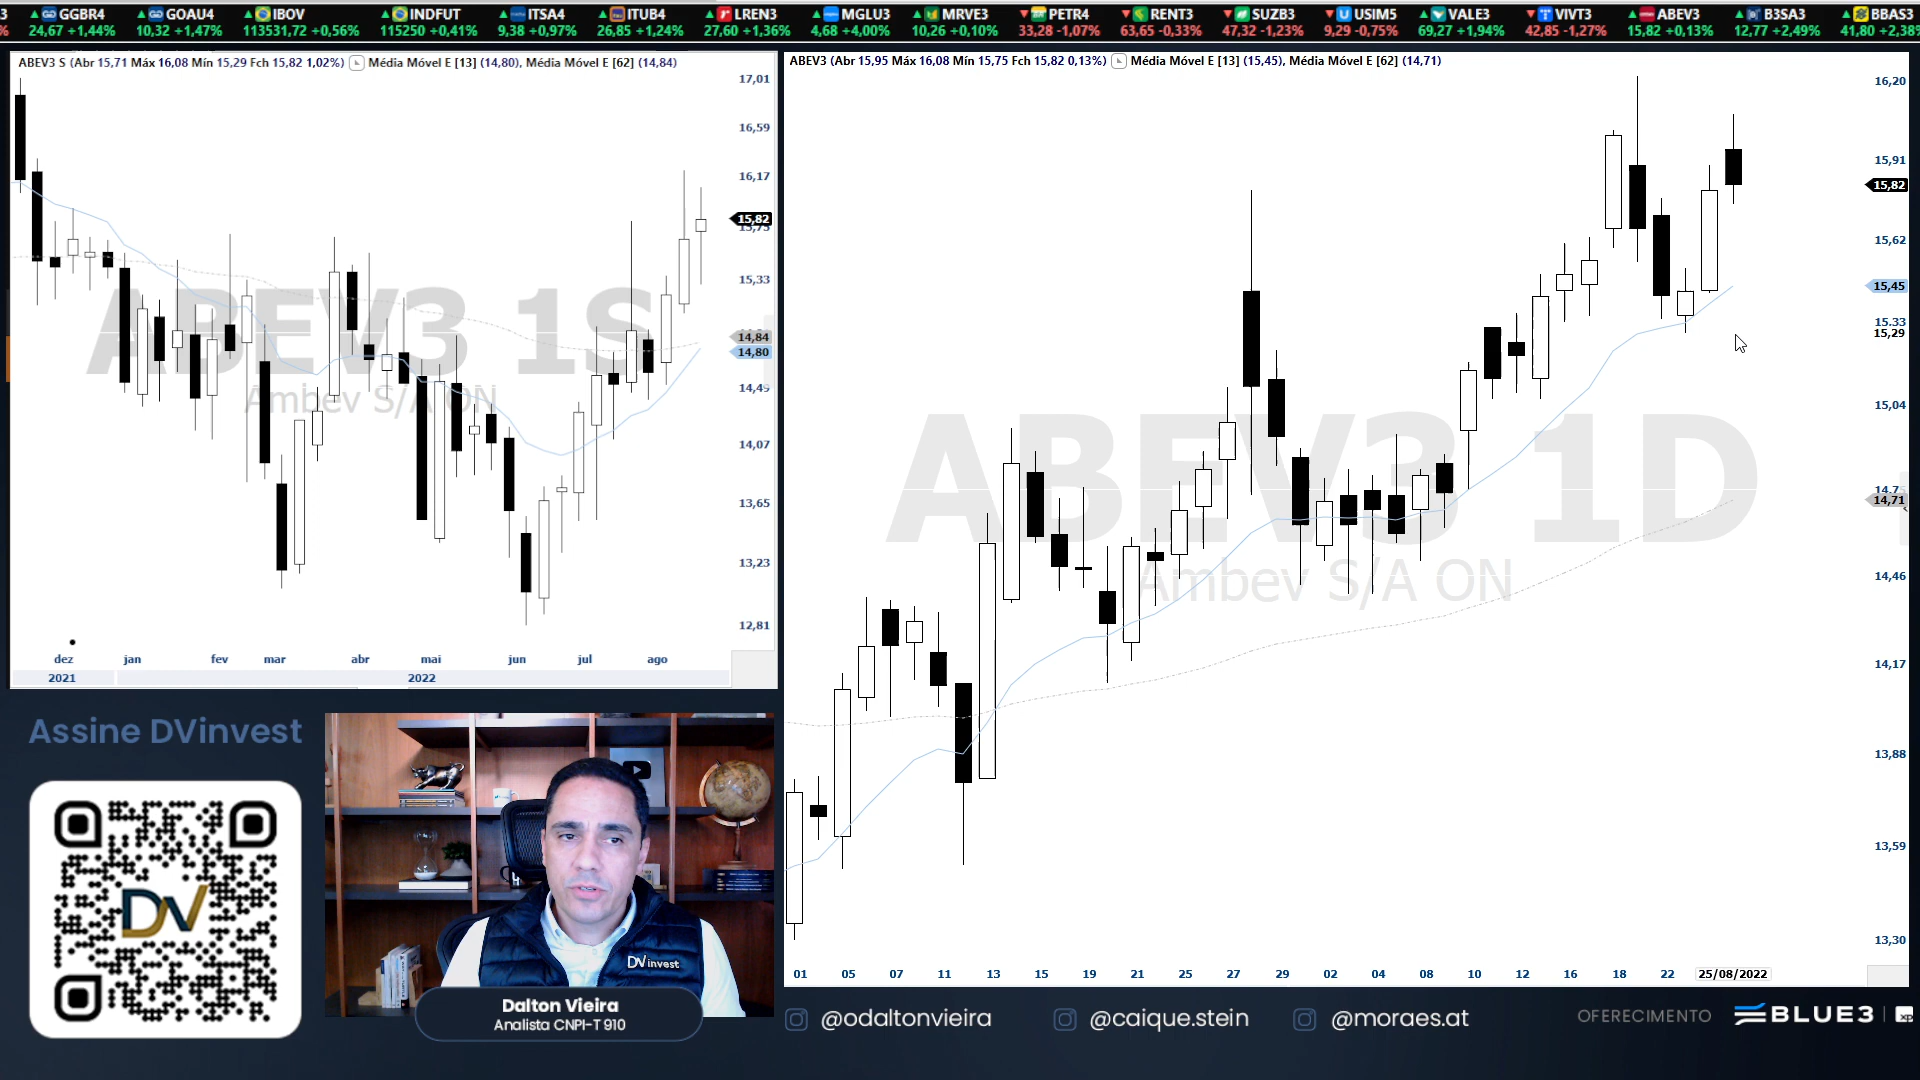 3 GGBR4 GOAU4 IBOV INDFUT ITSA4 ITUB4 LREN3 MGLU3 MRVE3 PETR4 RENT3 SUZB3 USIM5 VALE3 VIVT3 ABEV3 B3SA3 BBAS3
% 24,67 +1,44% 10,32 +1,47% 113531,72 +0,56% 115250 +0,41% 9,38 +0,97% 26,85 +1,24% 27,60 +1,36% 4,68 +4,00% 10,26 +0,10% 33,28 -1,07% 63,65 -0,33% 47,32 -1,23% 9,29 -0,75% 69,27 +1,94% 42,85 -1,27% 15,82 +0,13% 12,77 +2,49% 41,80 +2,38%
ABEV3 S (Abr 15,71 Máx 16,08 Mín 15,29 Fch 15,82 1,02%) Média Móvel E [13] (14,80), Média Móvel E [62] (14,84)
17,01
16,59
16,17
15,82
15,75
15,33
14,84
14,80
14,49
14,07
13,65
13,23
12,81
ABEV3 1S
Ambev S/A ON
dez jan fev mar abr mai jun jul ago
2021 2022
ABEV3 (Abr 15,95 Máx 16,08 Mín 15,75 Fch 15,82 0,13%) Média Móvel E [13] (15,45), Média Móvel E [62] (14,71)
16,20
15,91
15,82
15,62
15,45
15,33
15,29
15,04
14,75
14,71
14,46
14,17
13,88
13,59
13,30
ABEV3 1D
Ambev S/A ON
01 05 07 11 13 15 19 21 25 27 29 02 04 08 10 12 16 18 22 25/08/2022
Assine DVinvest
DV
DVinvest
Dalton Vieira
Analista CNPI-T 910
@odaltonvieira @caique.stein @moraes.at
OFERECIMENTO BLUE3 xp